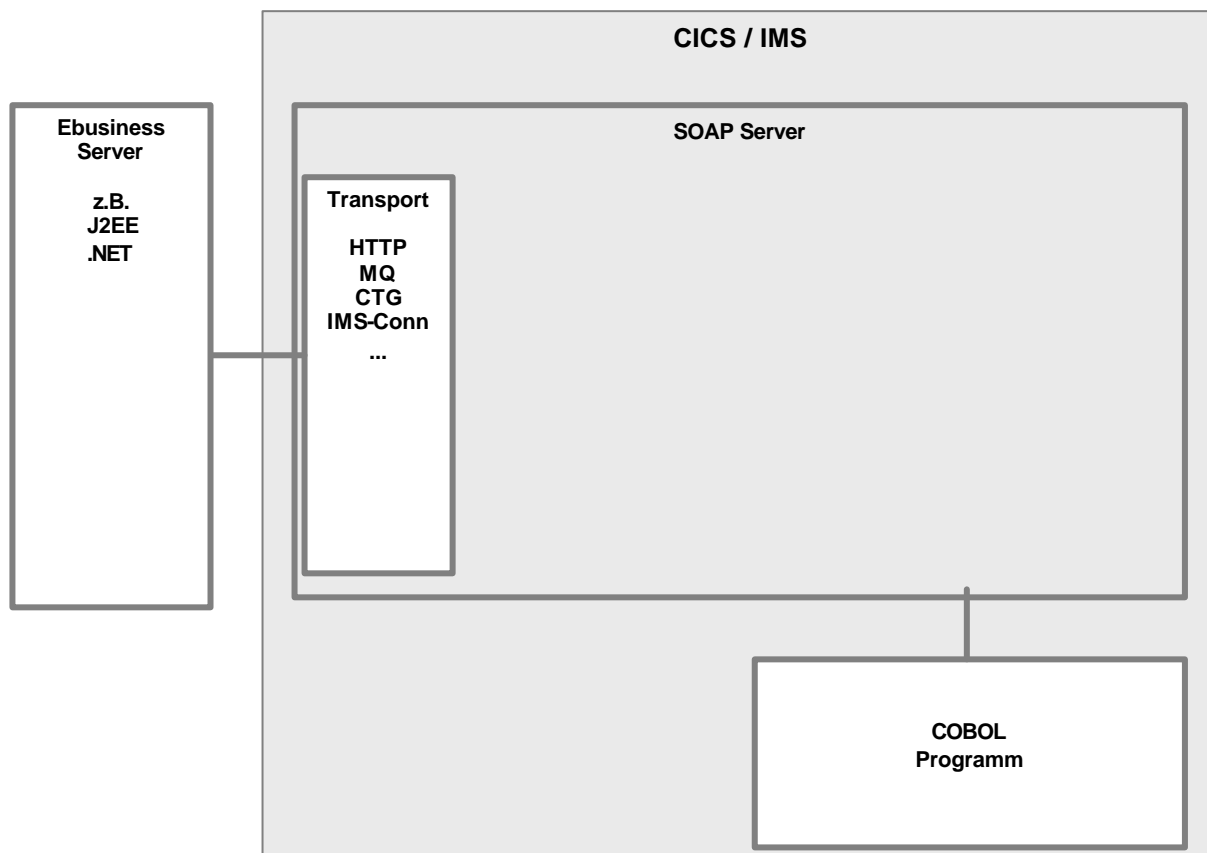 CICS / IMS
Ebusiness
Server
z.B.
J2EE
.NET
SOAP Server
Transport
HTTP
MQ
CTG
IMS-Conn
...
COBOL
Programm